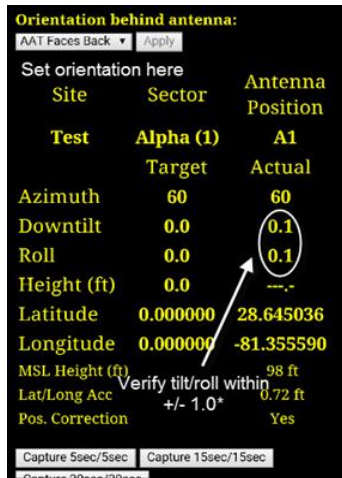 Orientation behind antenna:
AAT Faces Back ▼ Apply
Set orientation here
Site Sector Antenna Position
Test Alpha (1) A1
Target Actual
Azimuth 60 60
Downtilt 0.0 0.1
Roll 0.0 0.1
Height (ft) 0.0 ---.-
Latitude 0.000000 28.645036
Longitude 0.000000 -81.355590
MSL Height (ft) 98 ft
Verify tilt/roll within
Lat/Long Acc 0.72 ft
+/- 1.0*
Pos. Correction Yes
Capture 5sec/5sec Capture 15sec/15sec
Capture 30sec/30sec